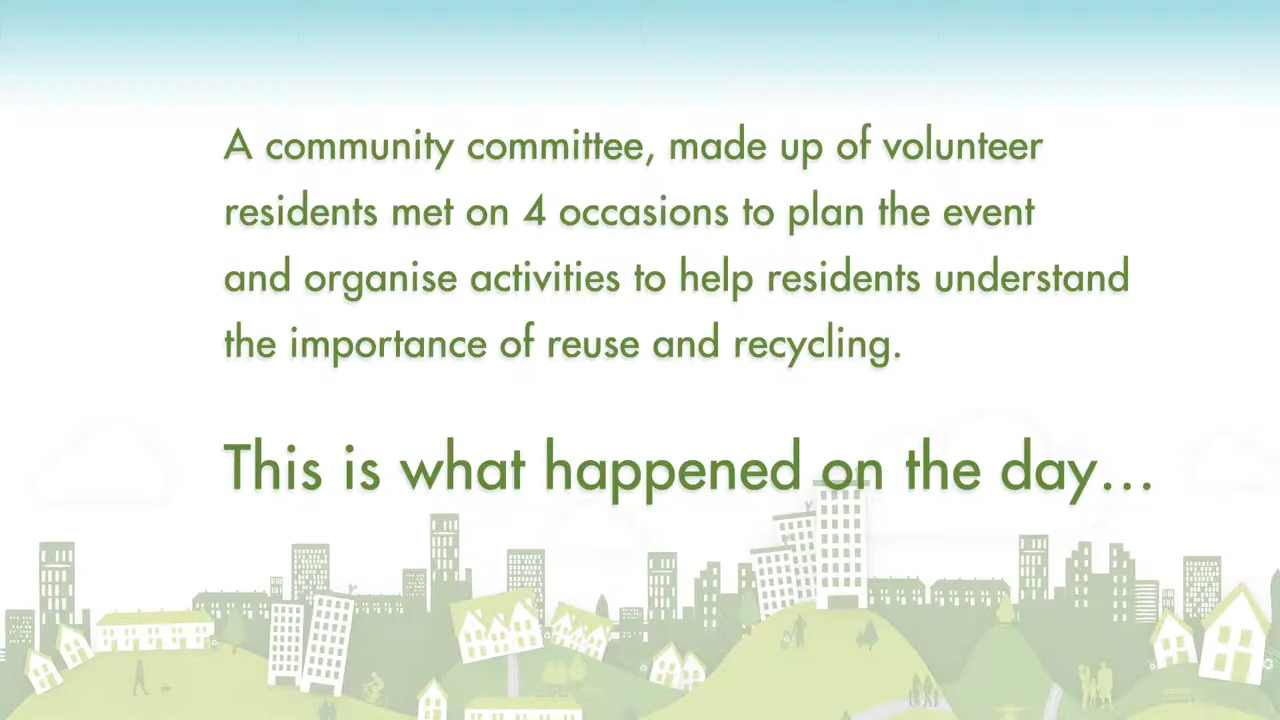 A community committee, made up of volunteer
residents met on 4 occasions to plan the event
and organise activities to help residents understand
the importance of reuse and recycling.
This is what happened on the day...